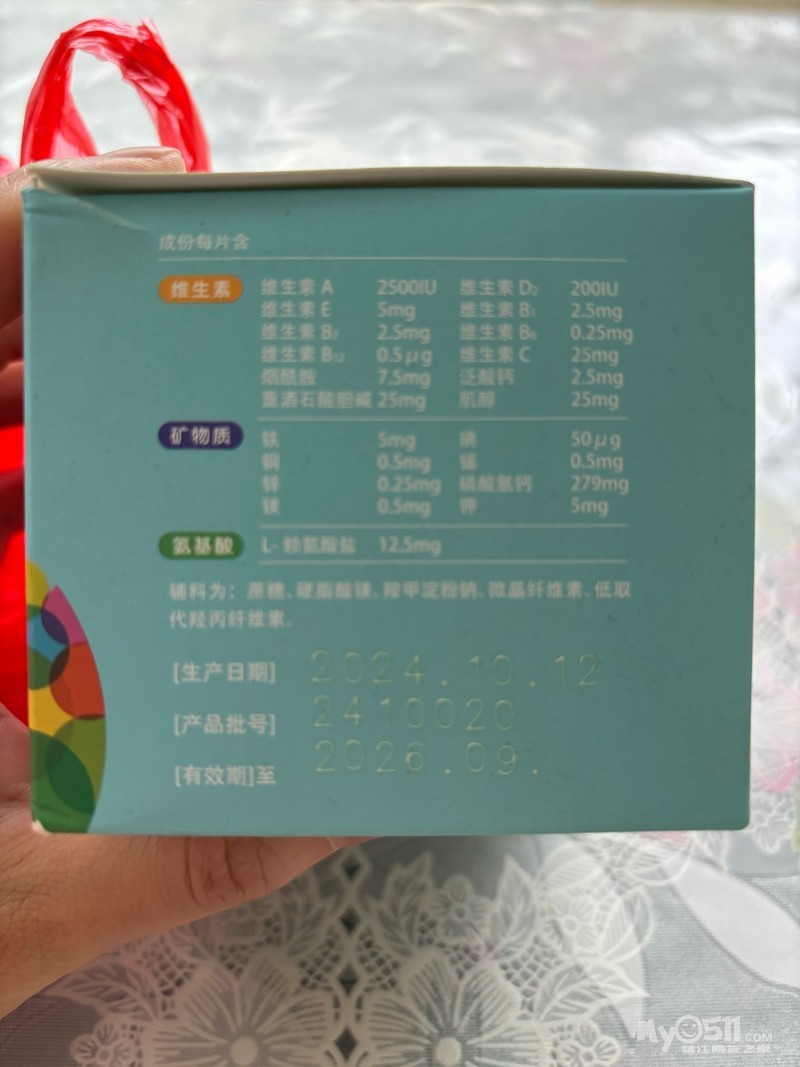 成份每片含
维生素 维生素 A 2500IU 维生素 D2 200IU
维生素 E 5mg 维生素 B1 2.5mg
维生素 B2 2.5mg 维生素 B6 0.25mg
维生素 B12 0.5μg 维生素 C 25mg
烟酰胺 7.5mg 泛酸钙 2.5mg
重酒石酸胆碱 25mg 肌醇 25mg
矿物质 铁 5mg 碘 50μg
铜 0.5mg 锰 0.5mg
锌 0.25mg 磷酸氢钙 279mg
镁 0.5mg 钾 5mg
氨基酸 L-赖氨酸盐 12.5mg
辅料为：蔗糖、硬脂酸镁、羧甲淀粉钠、微晶纤维素、低取
代羟丙纤维素。
[生产日期] 2024.10.12
[产品批号] 2410020
[有效期]至 2026.09.
My0511.COM
镇江网友之家